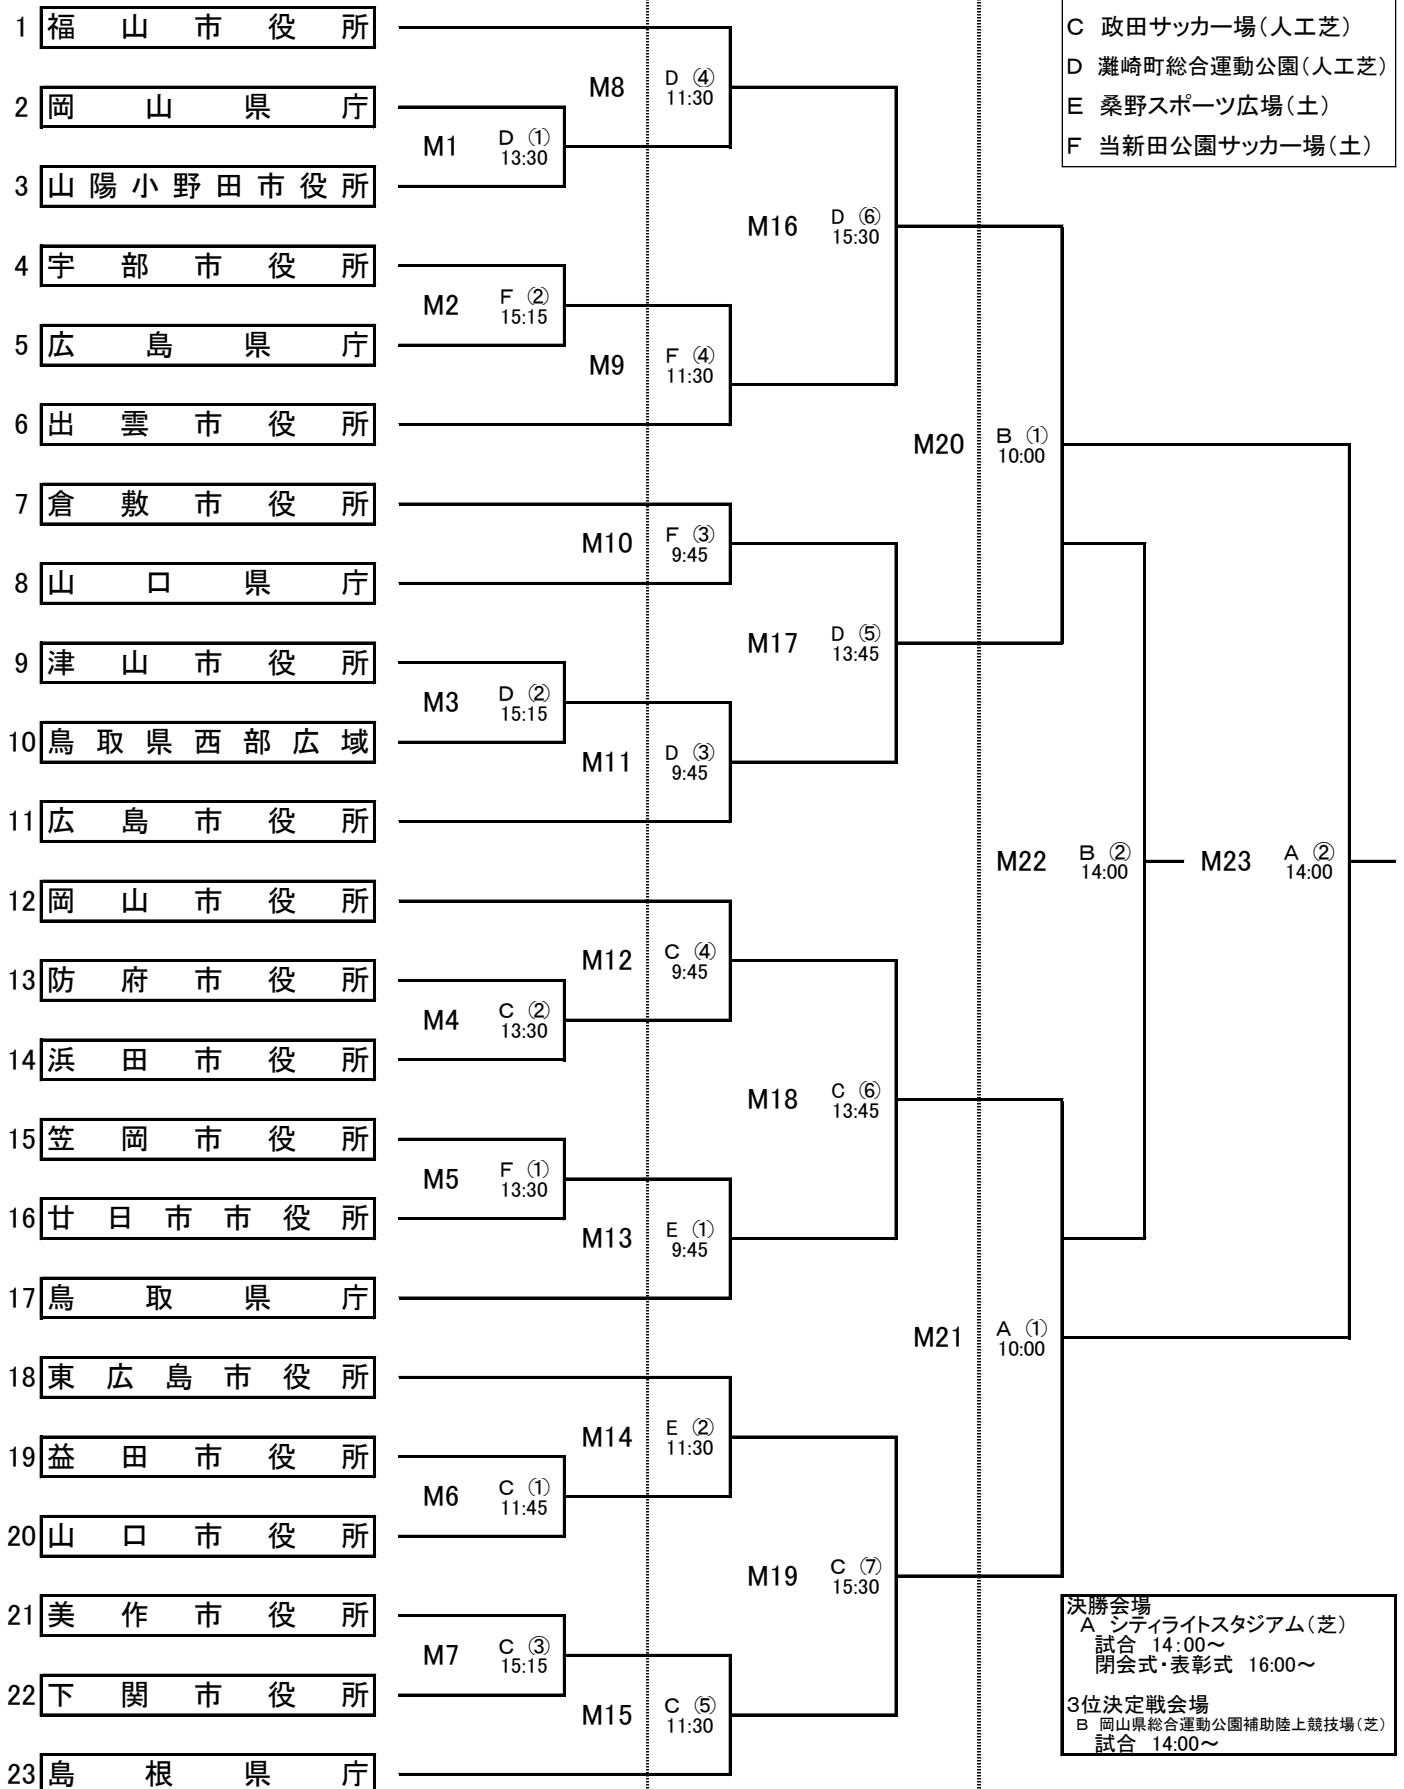 C 政田サッカー場（人工芝）
D 灘崎町総合運動公園（人工芝）
E 桑野スポーツ広場（土）
F 当新田公園サッカー場（土）
1 福山市役所
2 岡山県庁
3 山陽小野田市役所
4 宇部市役所
5 広島県庁
6 出雲市役所
7 倉敷市役所
8 山口県庁
9 津山市役所
10 鳥取県西部広域
11 広島市役所
12 岡山市役所
13 防府市役所
14 浜田市役所
15 笠岡市役所
16 廿日市市役所
17 鳥取県庁
18 東広島市役所
19 益田市役所
20 山口市役所
21 美作市役所
22 下関市役所
23 島根県庁
M1 D ①
13:30
M2 F ②
15:15
M3 D ②
15:15
M4 C ②
13:30
M5 F ①
13:30
M6 C ①
11:45
M7 C ③
15:15
M8 D ④
11:30
M9 F ④
11:30
M10 F ③
9:45
M11 D ③
9:45
M12 C ④
9:45
M13 E ①
9:45
M14 E ②
11:30
M15 C ⑤
11:30
M16 D ⑥
15:30
M17 D ⑤
13:45
M18 C ⑥
13:45
M19 C ⑦
15:30
M20 B ①
10:00
M21 A ①
10:00
M22 B ②
14:00
M23 A ②
14:00
決勝会場
A シティライトスタジアム（芝）
試合 14:00～
閉会式・表彰式 16:00～
3位決定戦会場
B 岡山県総合運動公園補助陸上競技場（芝）
試合 14:00～